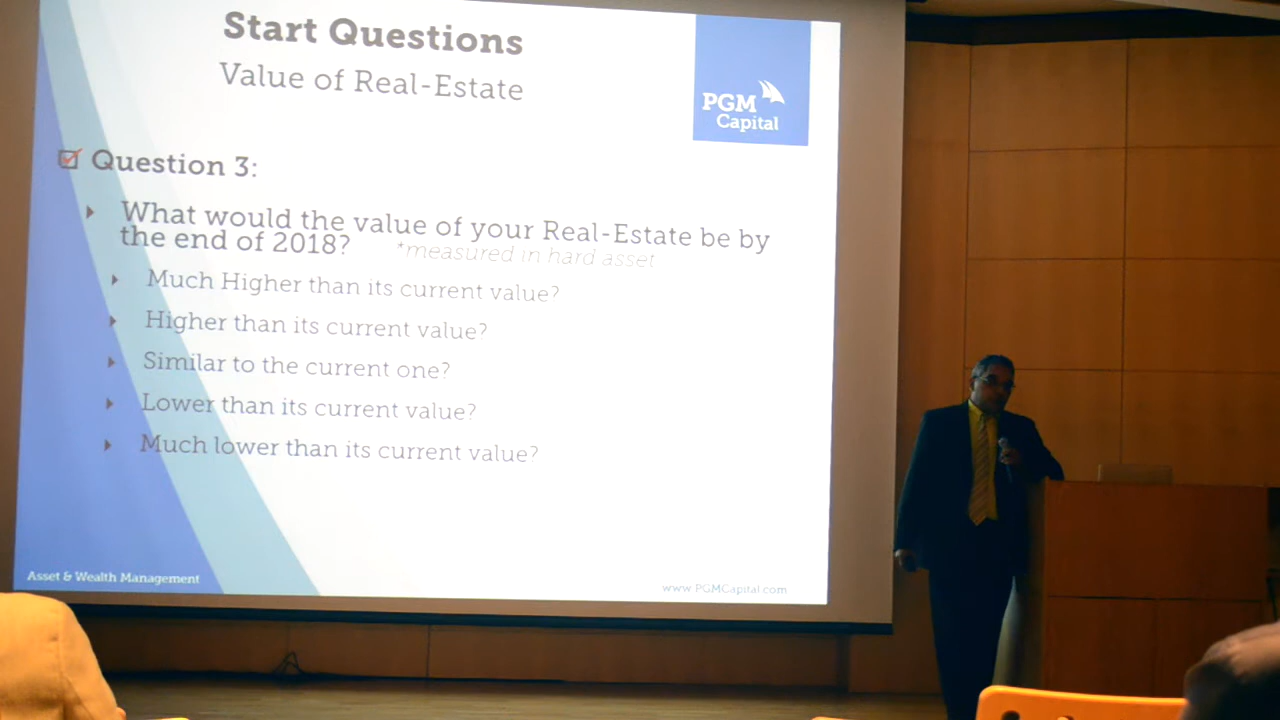 Start Questions
Value of Real-Estate
PGM
Capital
Question 3:
What would the value of your Real-Estate be by
the end of 2018? *measured in hard asset
Much Higher than its current value?
Higher than its current value?
Similar to the current one?
Lower than its current value?
Much lower than its current value?
Asset & Wealth Management
www.PGMCapital.com